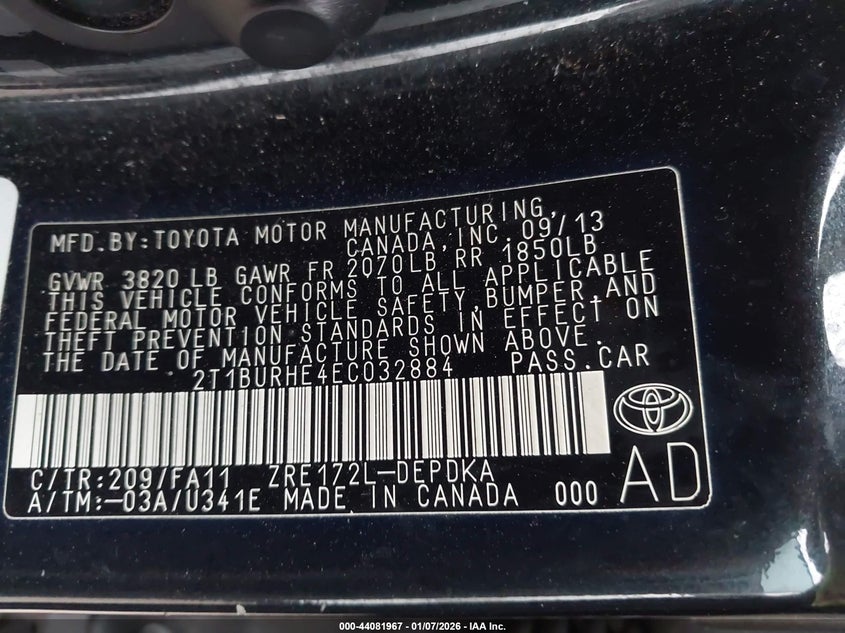 MFD.BY:TOYOTA MOTOR MANUFACTURING,
CANADA,INC. 09/13
GVWR 3820 LB GAWR FR 2070LB RR 1850LB
THIS VEHICLE CONFORMS TO ALL APPLICABLE
FEDERAL MOTOR VEHICLE SAFETY,BUMPER,AND
THEFT PREVENTION STANDARDS IN EFFECT ON
THE DATE OF MANUFACTURE SHOWN ABOVE.
2T1BURHE4EC032884 PASS.CAR
C/TR:209/FA11 ZRE172L-DEPDKA
A/TM:-03A/U341E MADE IN CANADA 000 AD
000-44081967 - 01/07/2026 - IAA Inc.